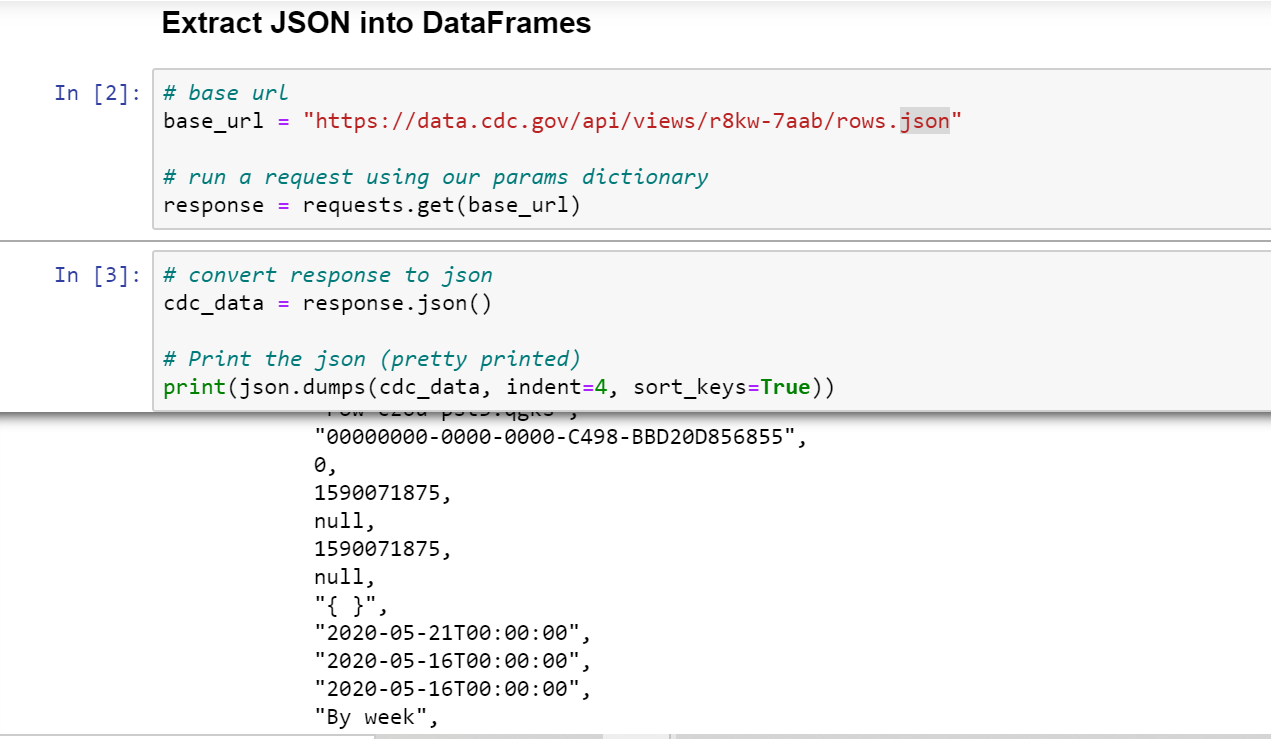 Extract JSON into DataFrames
In [2]:
# base url
base_url = "https://data.cdc.gov/api/views/r8kw-7aab/rows.json"
# run a request using our params dictionary
response = requests.get(base_url)
In [3]:
# convert response to json
cdc_data = response.json()
# Print the json (pretty printed)
print(json.dumps(cdc_data, indent=4, sort_keys=True))
"00000000-0000-0000-C498-BBD20D856855",
0,
1590071875,
null,
1590071875,
null,
"{ }",
"2020-05-21T00:00:00",
"2020-05-16T00:00:00",
"2020-05-16T00:00:00",
"By week",